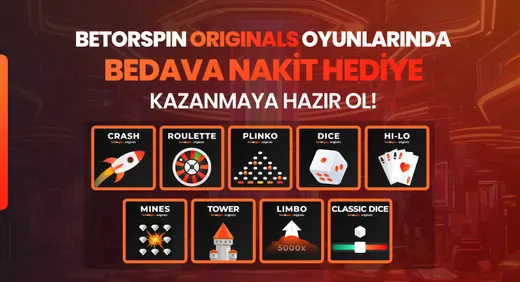 BETORSPIN ORIGINALS OYUNLARINDA
BEDAVA NAKİT HEDİYE
KAZANMAYA HAZIR OL!
CRASH ROULETTE PLINKO DICE HI-LO
MINES TOWER LIMBO CLASSIC DICE
5000x